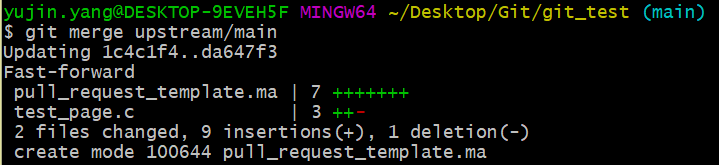 yujin.yang@DESKTOP-9EVEH5F MINGW64 ~/Desktop/Git/git_test (main)
$ git merge upstream/main
Updating 1c4c1f4..da647f3
Fast-forward
 pull_request_template.ma | 7 +++++++
 test_page.c              | 3 ++-
 2 files changed, 9 insertions(+), 1 deletion(-)
 create mode 100644 pull_request_template.ma